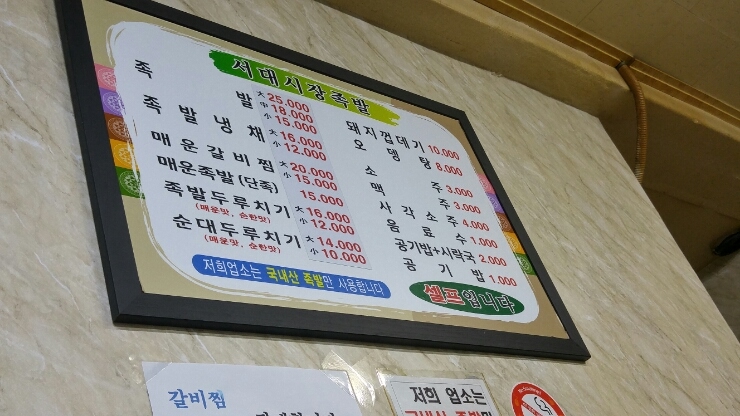 서대시장족발
족 발 大 25.000
中 18.000
小 15.000
족 발 냉 채 大 16.000
小 12.000
매 운 갈 비 찜 大 20.000
小 15.000
매운족발(단족) 15.000
족발두루치기 大 16.000
(매운맛, 순한맛) 小 12.000
순대두루치기 大 14.000
(매운맛, 순한맛) 小 10.000
저희업소는 국내산 족발만 사용합니다
돼지껍데기 10.000
오 뎅 탕 8.000
소 주 3.000
맥 주 3.000
사 각 소 주 4.000
음 료 수 1.000
공기밥+시락국 2.000
공 기 밥 1.000
셀프입니다
갈비찜
저희 업소는
국내산 족발만